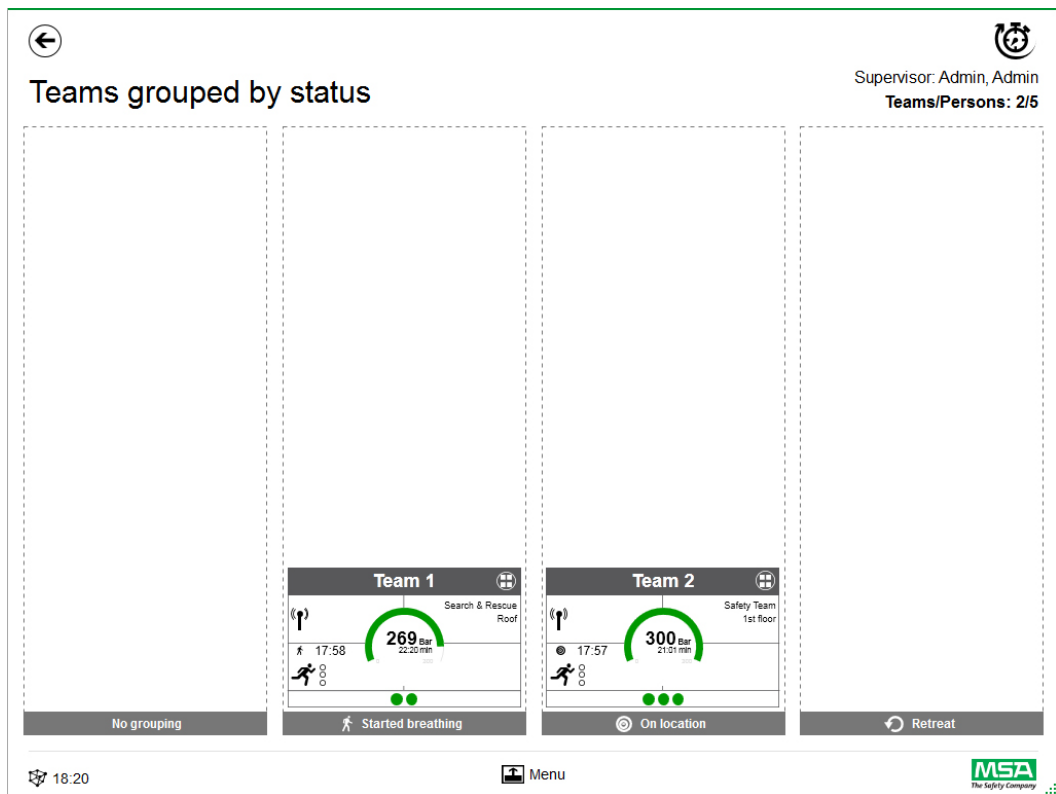 Teams grouped by status
Supervisor: Admin, Admin
Teams/Persons: 2/5
Team 1
Search & Rescue
Roof
269 Bar
22:20 min
17:58
Team 2
Safety Team
1st floor
300 Bar
21:01 min
17:57
No grouping
Started breathing
On location
Retreat
18:20
Menu
MSA
The Safety Company